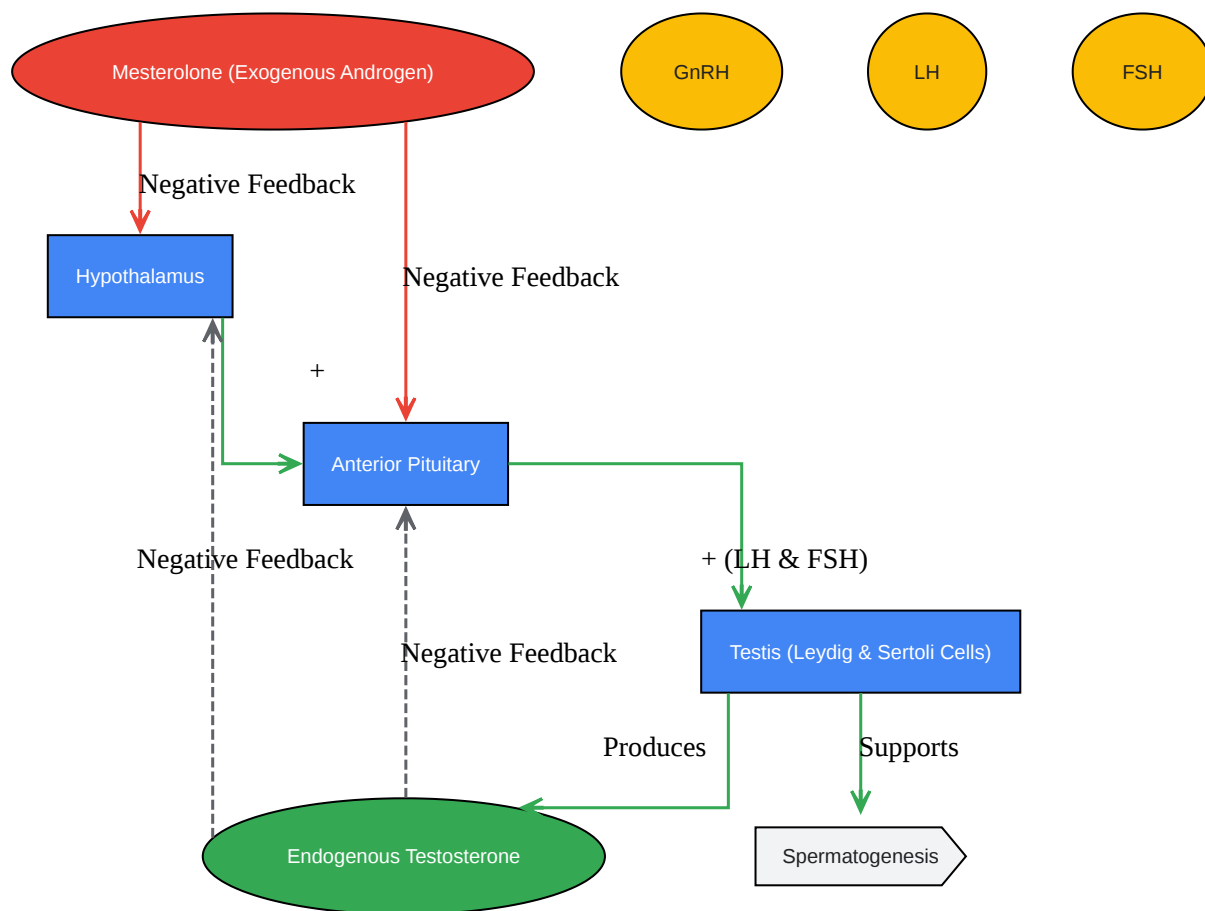 Mesterolone (Exogenous Androgen)
GnRH
LH
FSH
Negative Feedback
Hypothalamus
Negative Feedback
+
Anterior Pituitary
Negative Feedback
+ (LH & FSH)
Negative Feedback
Testis (Leydig & Sertoli Cells)
Produces
Supports
Endogenous Testosterone
Spermatogenesis